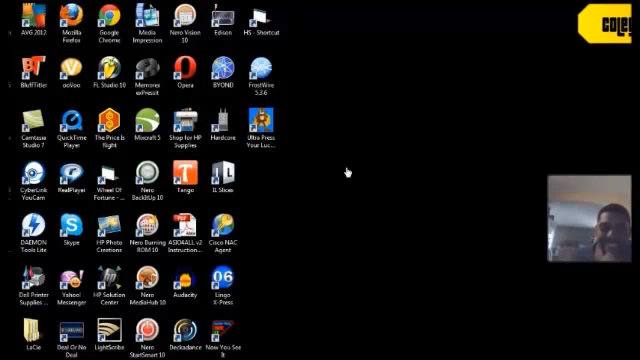 AVG 2012
Mozilla
Firefox
Google
Chrome
Media
Impression
Nero Vision
10
Edison
HS - Shortcut
BluffTitler
ooVoo
FL Studio 10
Memorex
exPressit
Opera
BYOND
FrostWire
5.3.6
Camtasia
Studio 7
QuickTime
Player
The Price Is
Right
Mixcraft 5
Shop for HP
Supplies
Hardcore
Ultra Press
Your Luc...
CyberLink
YouCam
RealPlayer
Wheel Of
Fortune - ...
Nero
BackItUp 10
Tango
IL Slices
DAEMON
Tools Lite
Skype
HP Photo
Creations
Nero Burning
ROM 10
ASIO4ALL v2
Instruction...
Cisco NAC
Agent
Dell Printer
Supplies ...
Yahoo!
Messenger
HP Solution
Center
Nero
MediaHub 10
Audacity
Lingo
X-Press
LaCie
Deal Or No
Deal
LightScribe
Nero
StartSmart 10
Deckadance
Now You See
It
COLE!